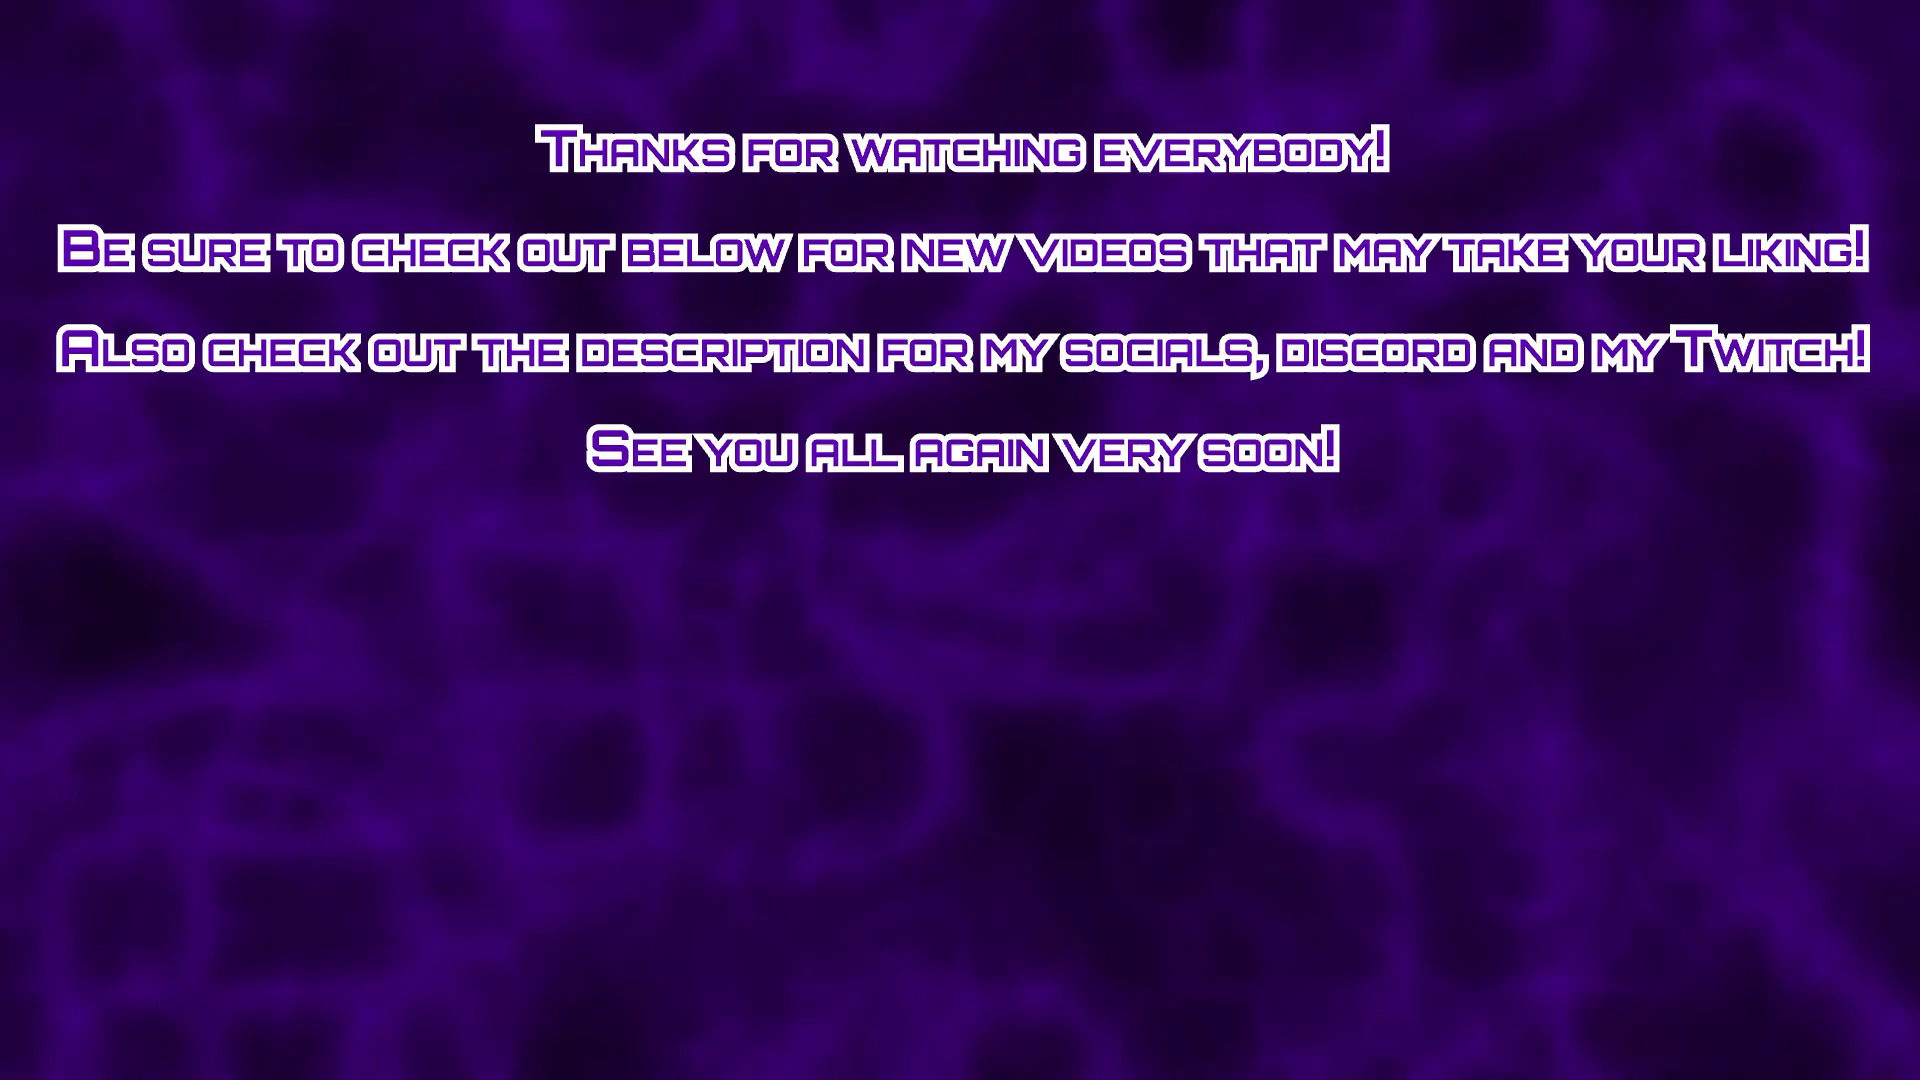 Thanks for watching everybody!
Be sure to check out below for new videos that may take your liking!
Also check out the description for my socials, discord and my Twitch!
See you all again very soon!